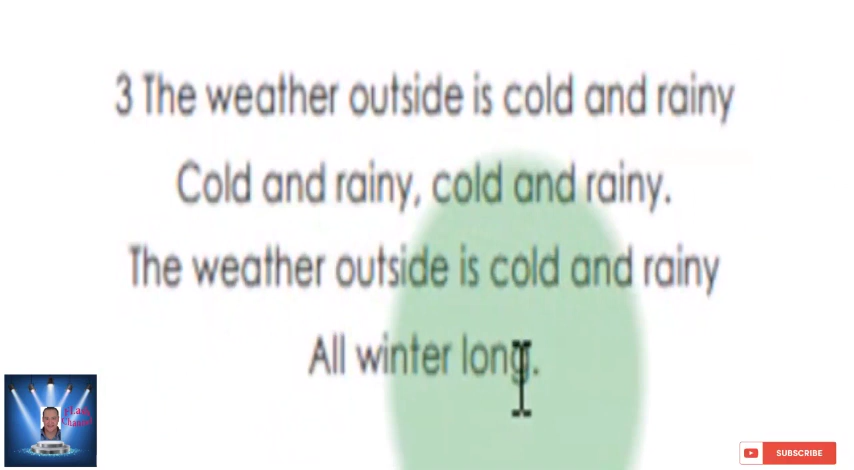 3 The weather outside is cold and rainy
Cold and rainy, cold and rainy.
The weather outside is cold and rainy
All winter long.
SUBSCRIBE